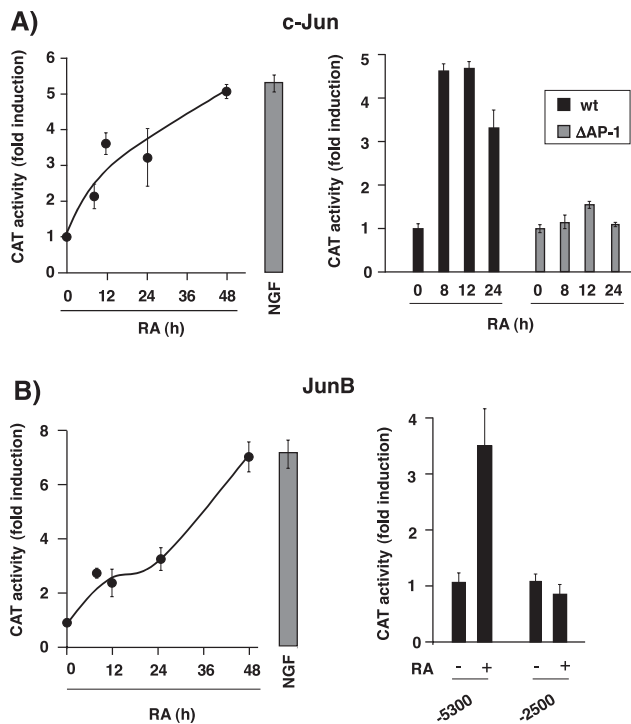 A)
c-Jun
CAT activity (fold induction)
6
5
4
3
2
1
0
0 12 24 36 48
RA (h)
NGF
CAT activity (fold induction)
5
4
3
2
1
0
0 8 12 24 0 8 12 24
RA (h)
wt
ΔAP-1
B)
JunB
CAT activity (fold induction)
8
6
4
2
0
0 12 24 36 48
RA (h)
NGF
CAT activity (fold induction)
4
3
2
1
0
RA - + - +
-5300 -2500